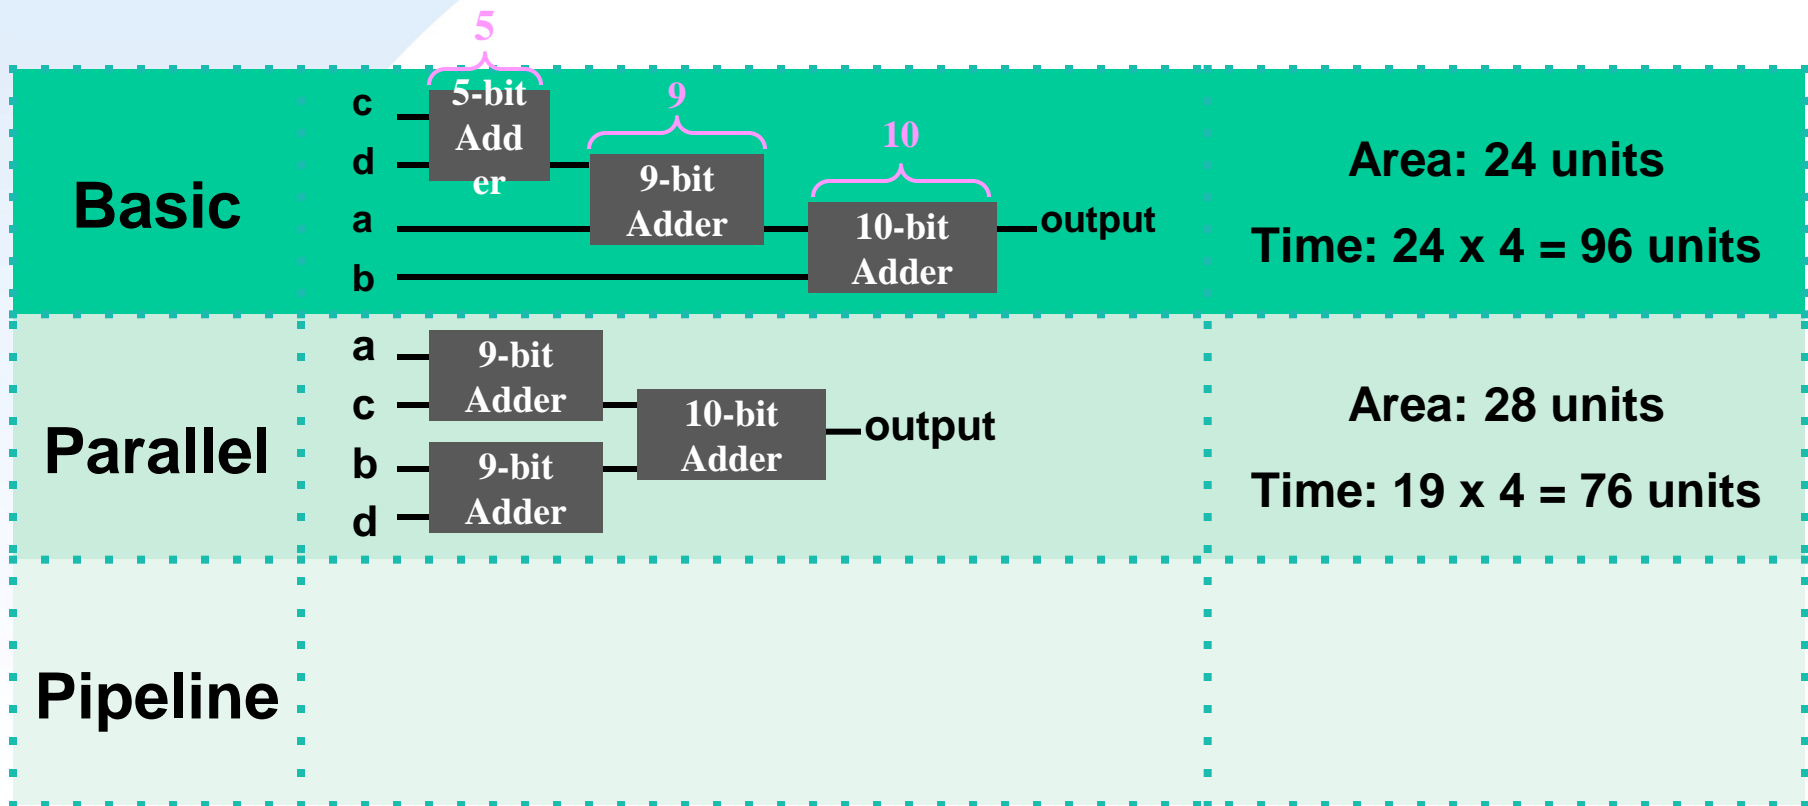 5
Basic
c
d
a
b
5-bit
Add
er
9
9-bit
Adder
10
10-bit
Adder
output
Area: 24 units
Time: 24 x 4 = 96 units
Parallel
a
c
b
d
9-bit
Adder
9-bit
Adder
10-bit
Adder
output
Area: 28 units
Time: 19 x 4 = 76 units
Pipeline